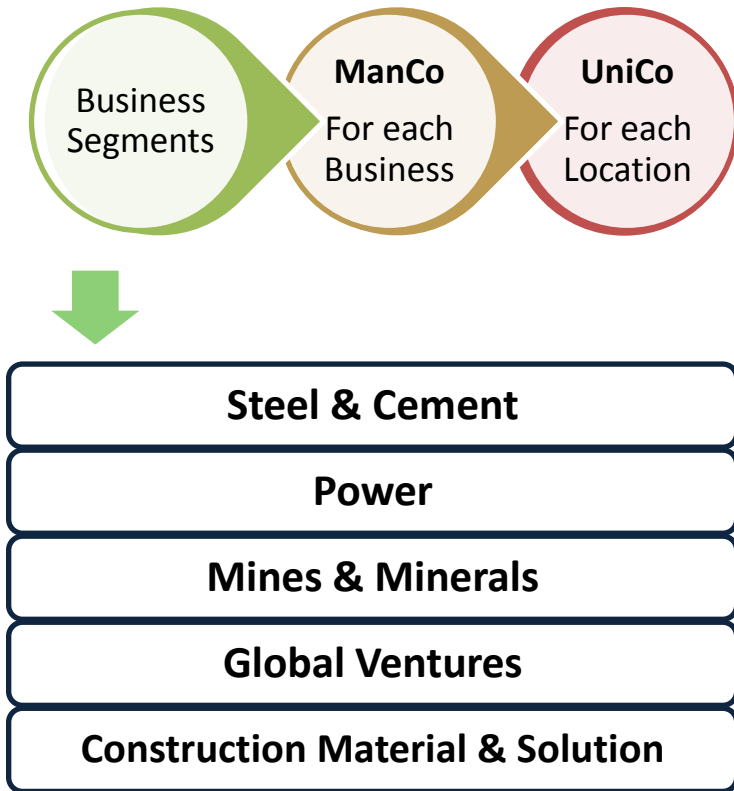 Business
Segments
ManCo
For each
Business
UniCo
For each
Location
Steel & Cement
Power
Mines & Minerals
Global Ventures
Construction Material & Solution